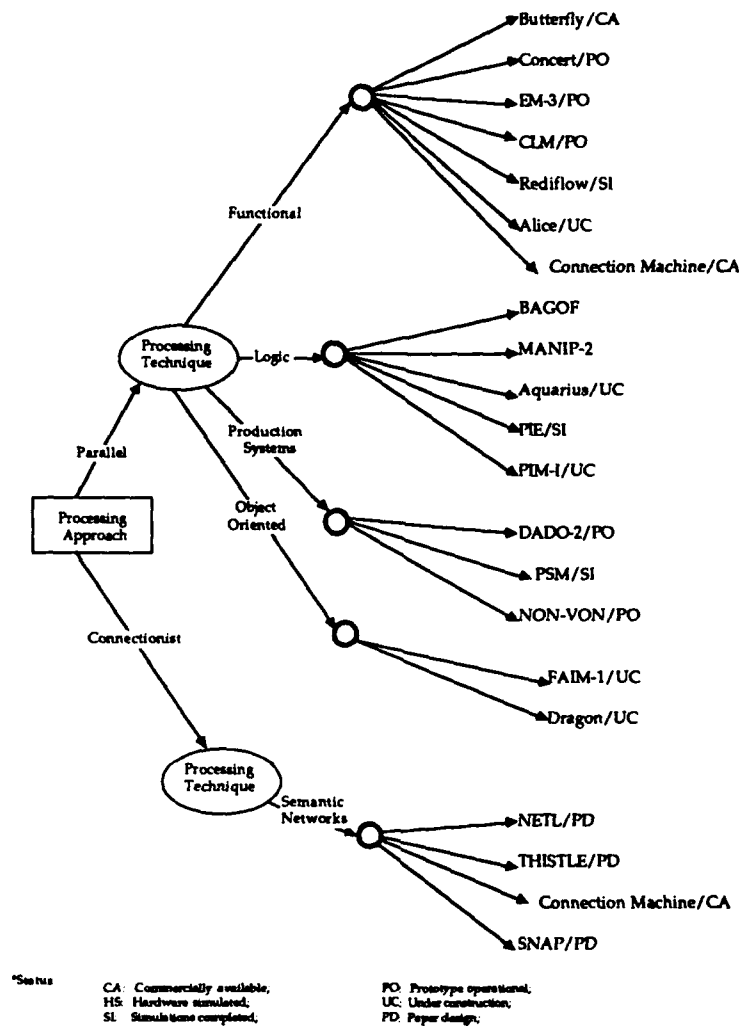 Butterfly/CA
Concert/PO
EM-3/PO
CLM/PO
Rediflow/SI
Alice/UC
Connection Machine/CA
Functional
BAGOF
MANIP-2
Aquarius/UC
PIE/SI
PIM-I/UC
Processing
Technique
Logic
Production
Systems
Parallel
Object
Oriented
Processing
Approach
DADO-2/PO
PSM/SI
NON-VON/PO
Connectionist
FAIM-1/UC
Dragon/UC
Processing
Technique
Semantic
Networks
NETL/PD
THISTLE/PD
Connection Machine/CA
SNAP/PD
*Status
CA: Commercially available;
HS: Hardware simulated;
SI: Simulations completed;
PO: Prototype operational;
UC: Under construction;
PD: Paper design;